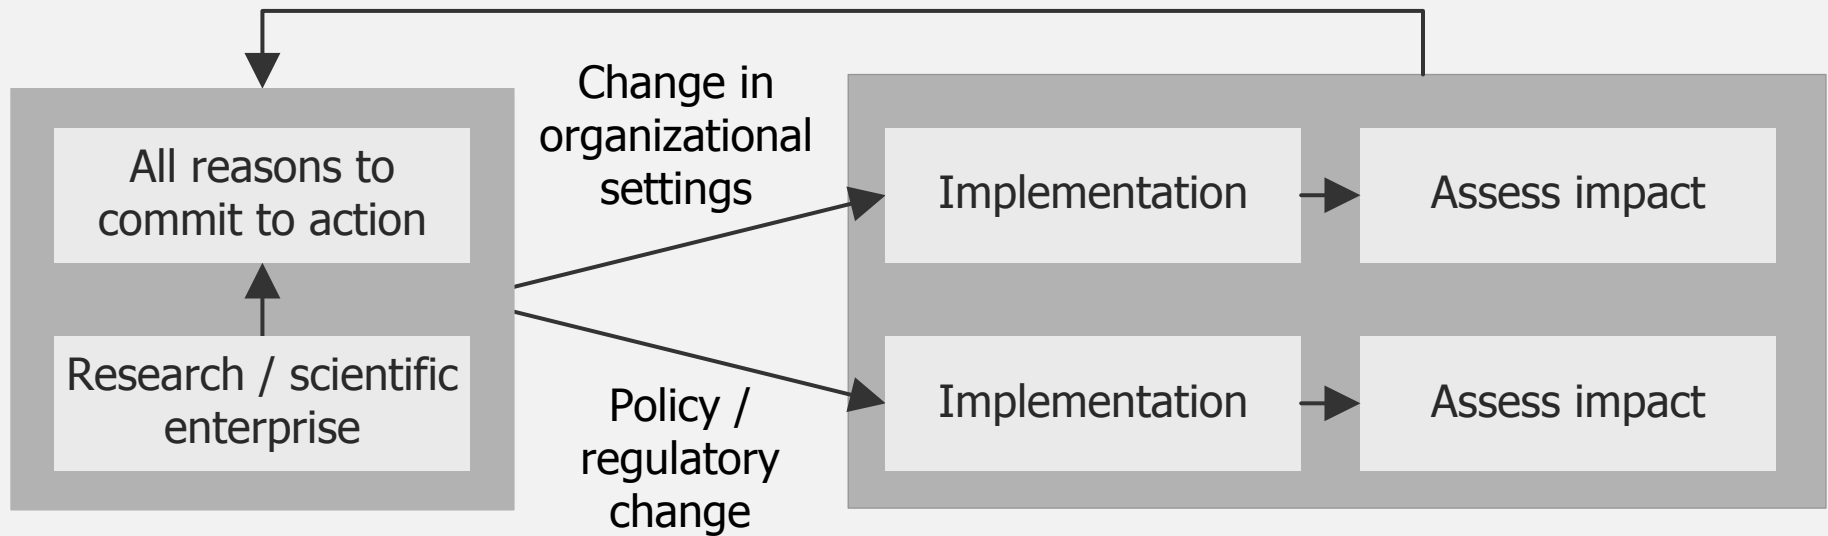 All reasons to
commit to action
Research / scientific
enterprise
Change in
organizational
settings
Policy /
regulatory
change
Implementation
Assess impact
Implementation
Assess impact